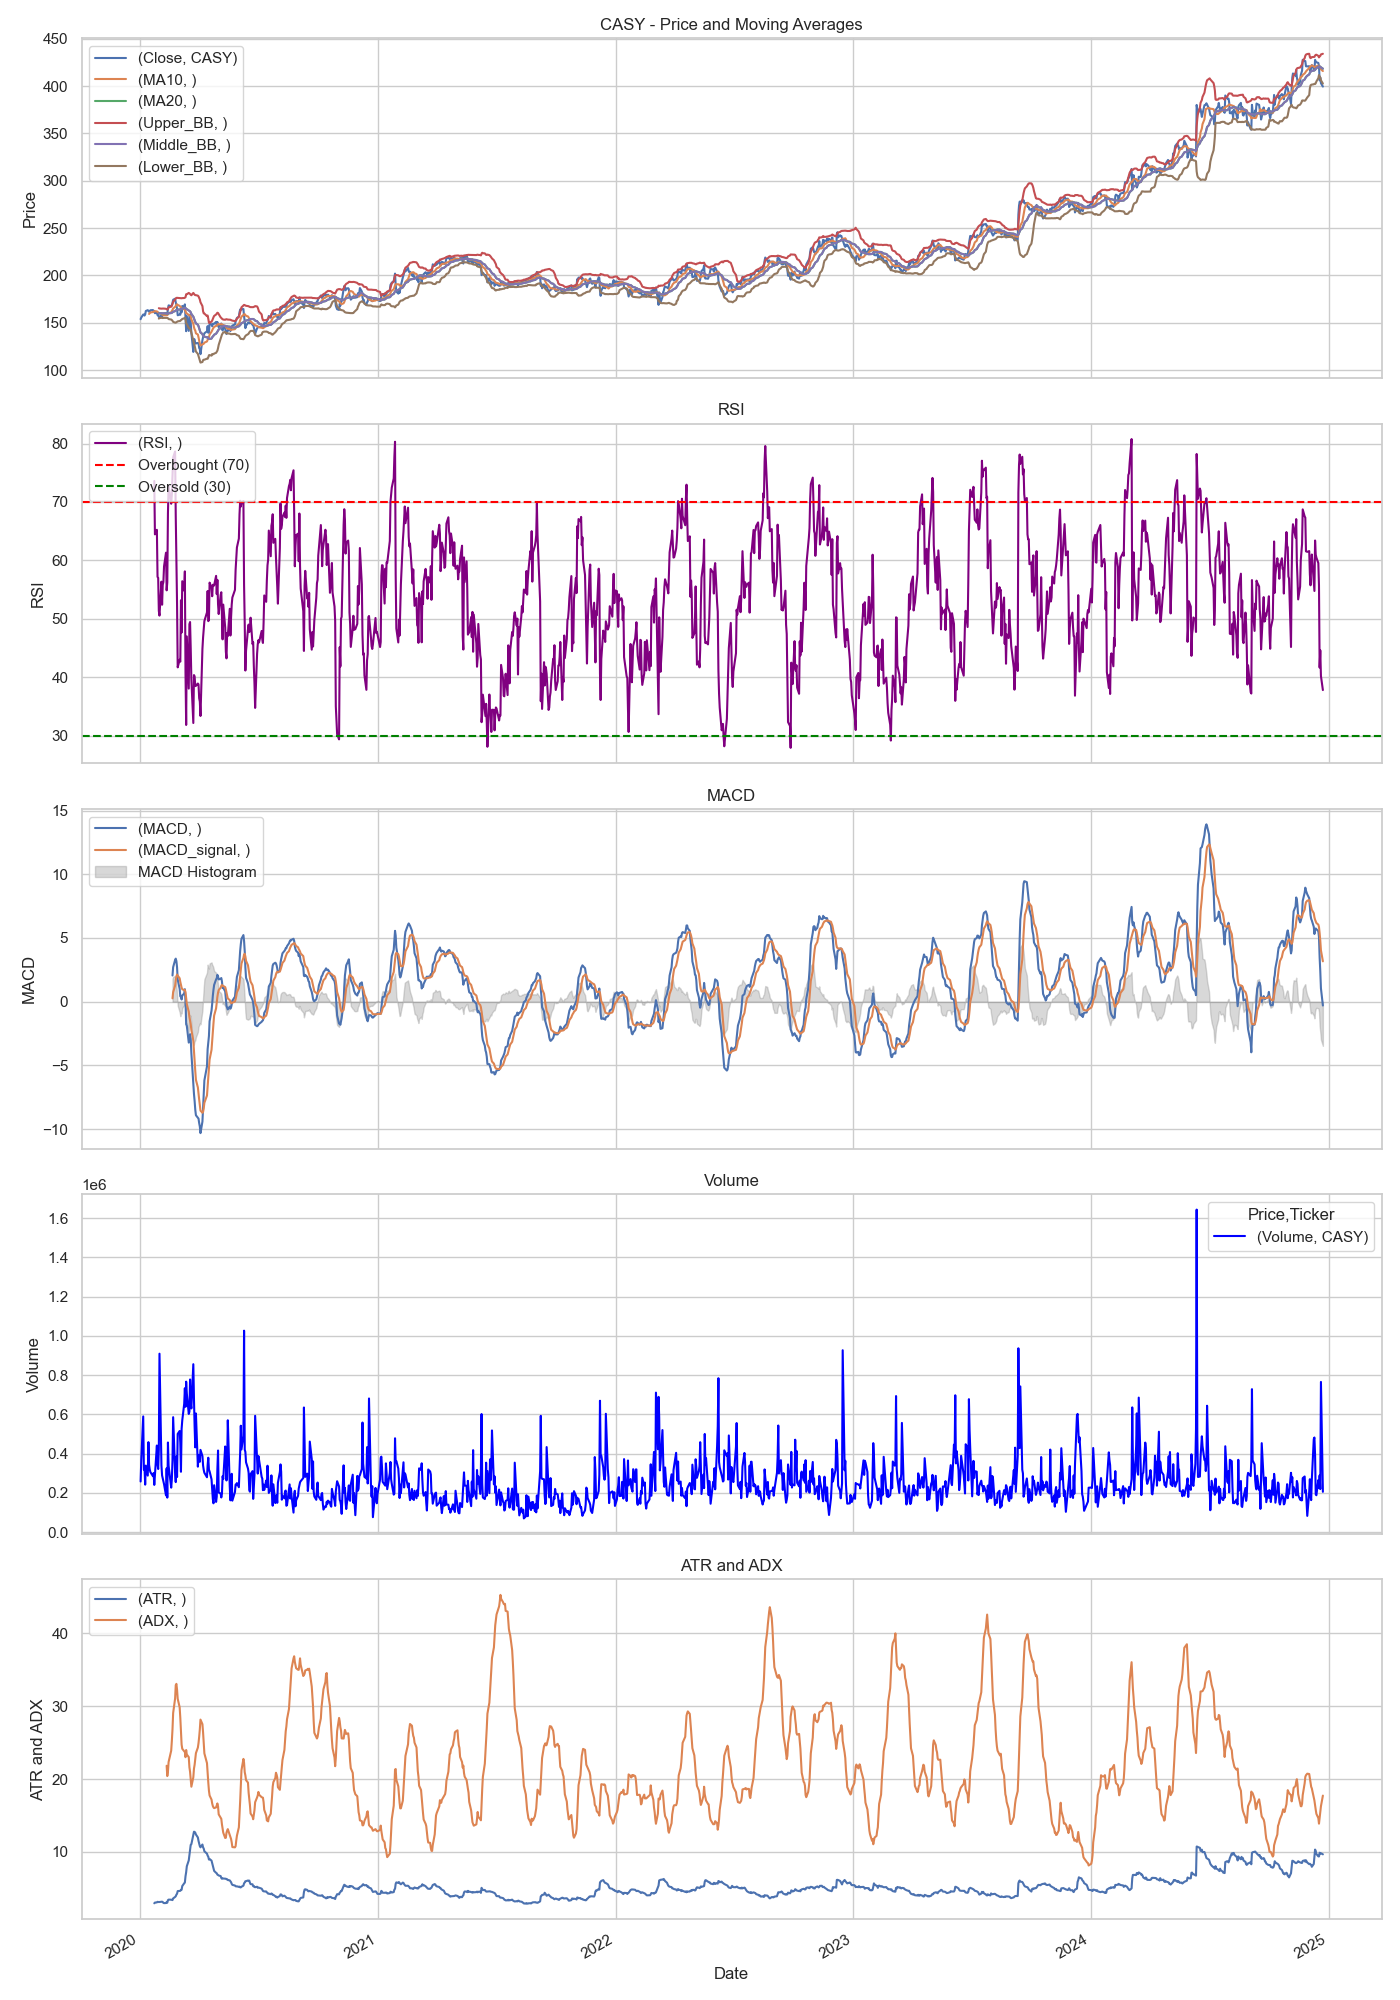 CASY - Price and Moving Averages
450
400
350
300
250
200
150
100
Price
(Close, CASY)
(MA10, )
(MA20, )
(Upper_BB, )
(Middle_BB, )
(Lower_BB, )
RSI
80
70
60
50
40
30
RSI
(RSI, )
Overbought (70)
Oversold (30)
MACD
15
10
5
0
−5
−10
MACD
(MACD, )
(MACD_signal, )
MACD Histogram
Volume
1e6
1.6
1.4
1.2
1.0
0.8
0.6
0.4
0.2
0.0
Volume
Price,Ticker
(Volume, CASY)
ATR and ADX
40
30
20
10
ATR and ADX
(ATR, )
(ADX, )
2020
2021
2022
2023
2024
2025
Date